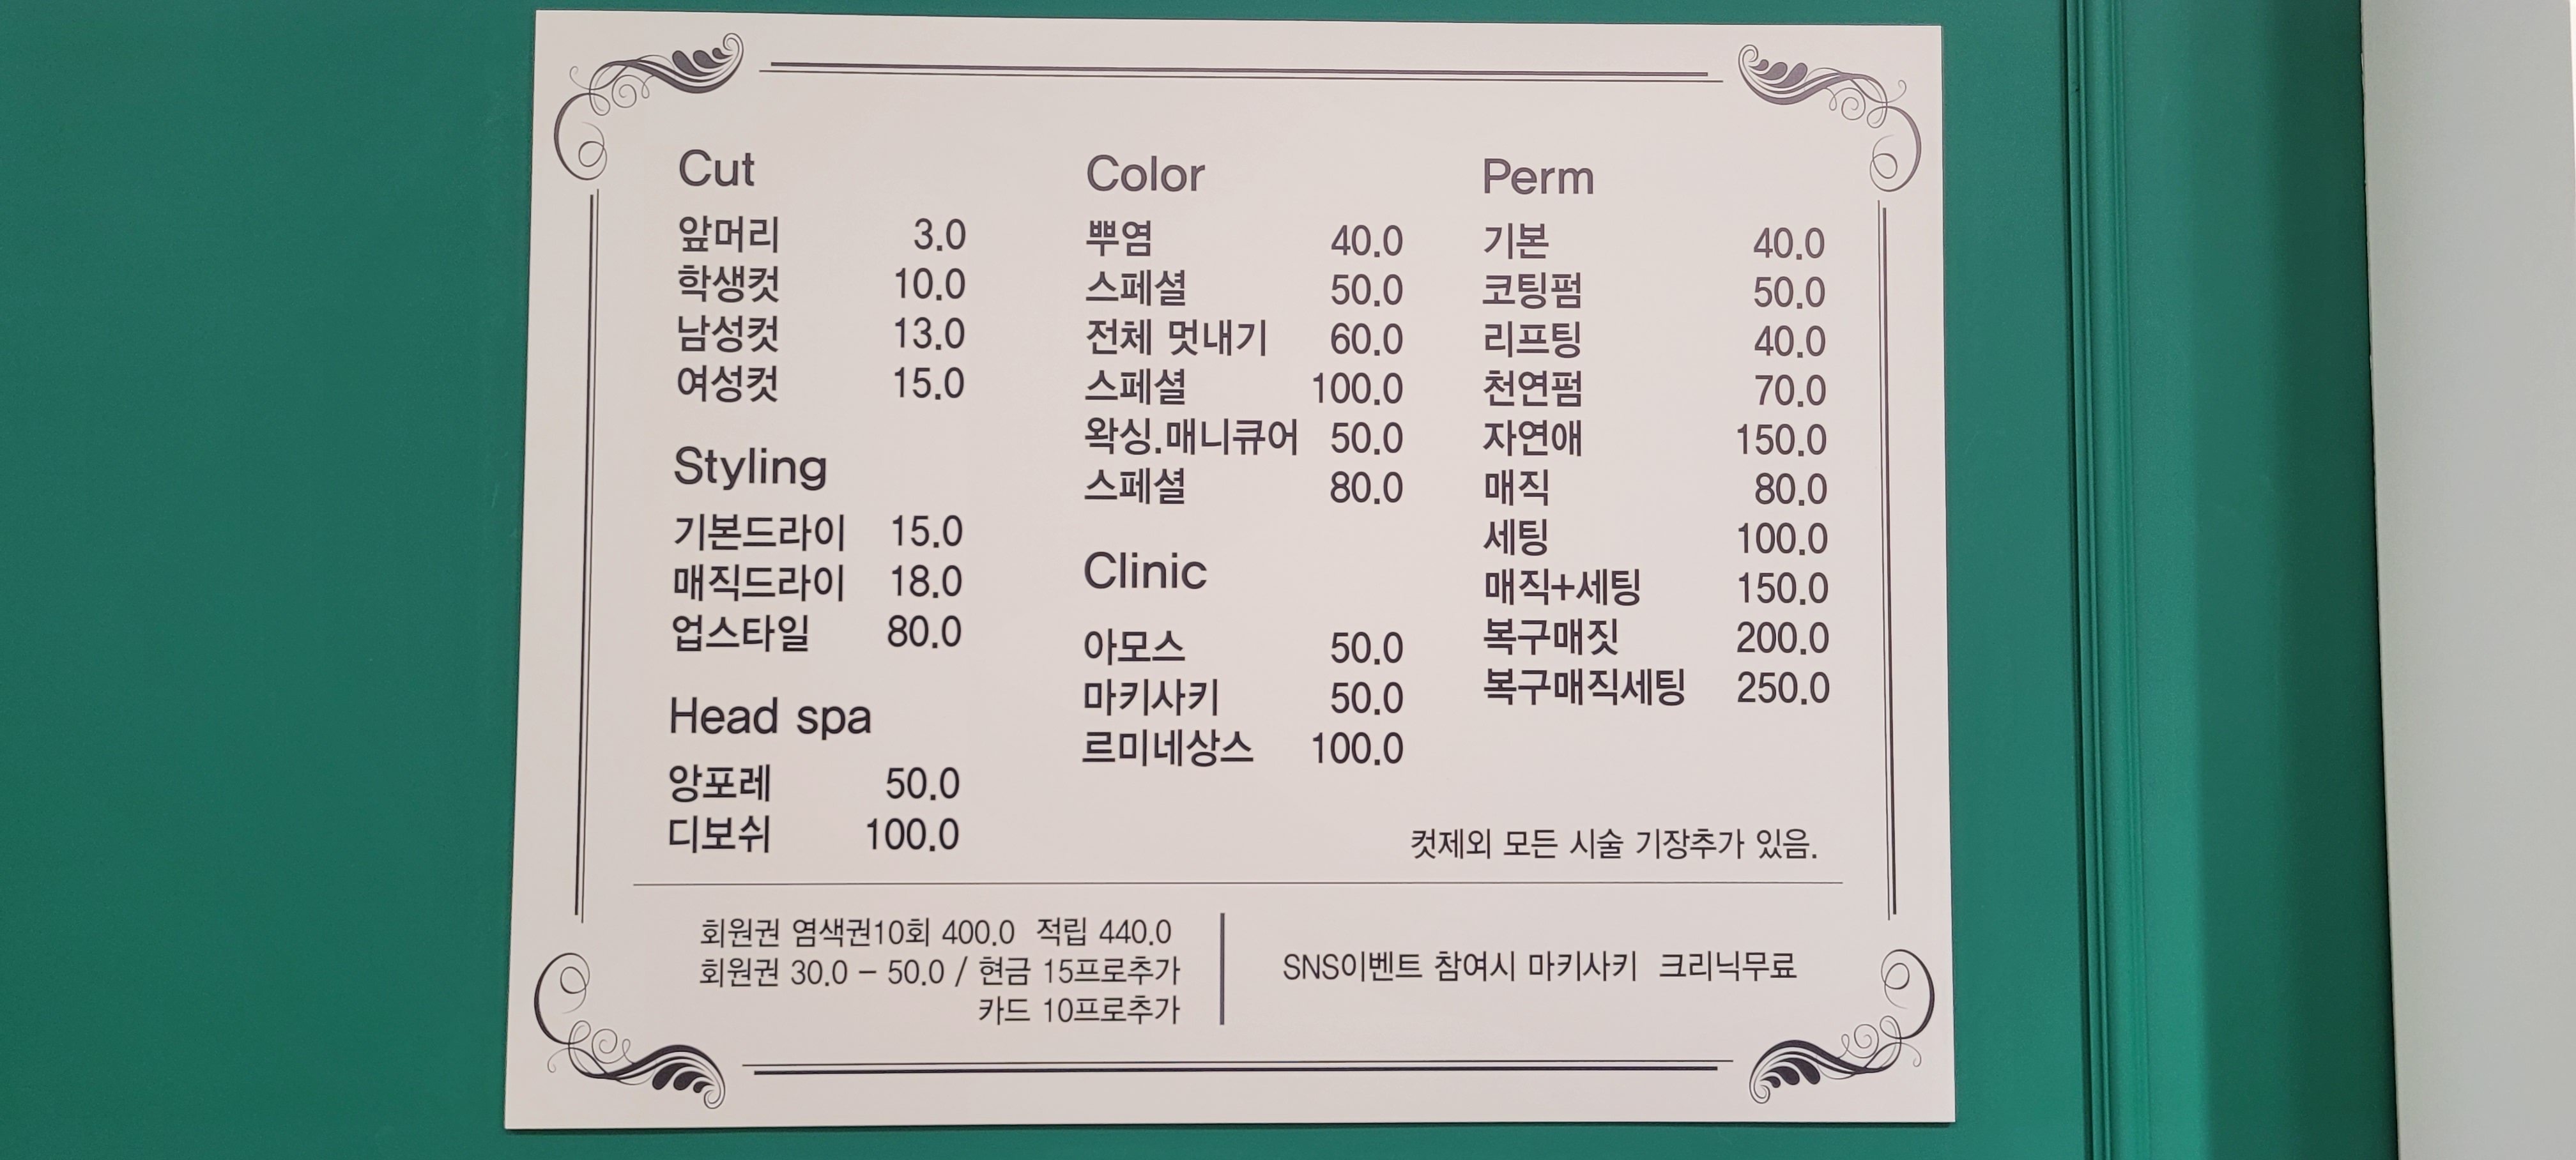 Cut
앞머리 3.0
학생컷 10.0
남성컷 13.0
여성컷 15.0
Styling
기본드라이 15.0
매직드라이 18.0
업스타일 80.0
Head spa
앙포레 50.0
디보쉬 100.0
Color
뿌염 40.0
스페셜 50.0
전체 멋내기 60.0
스페셜 100.0
왁싱.매니큐어 50.0
스페셜 80.0
Clinic
아모스 50.0
마키사키 50.0
르미네상스 100.0
Perm
기본 40.0
코팅펌 50.0
리프팅 40.0
천연펌 70.0
자연애 150.0
매직 80.0
세팅 100.0
매직+세팅 150.0
복구매짓 200.0
복구매직세팅 250.0
컷제외 모든 시술 기장추가 있음.
회원권 염색권10회 400.0 적립 440.0
회원권 30.0 – 50.0 / 현금 15프로추가
카드 10프로추가
SNS이벤트 참여시 마키사키 크리닉무료